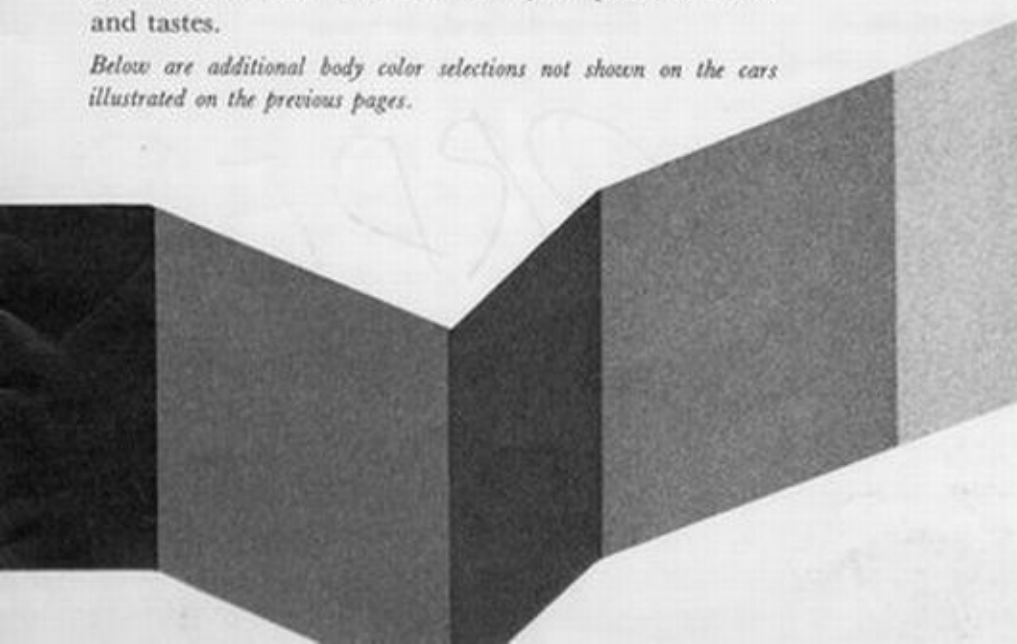 and tastes.
Below are additional body color selections not shown on the cars
illustrated on the previous pages.